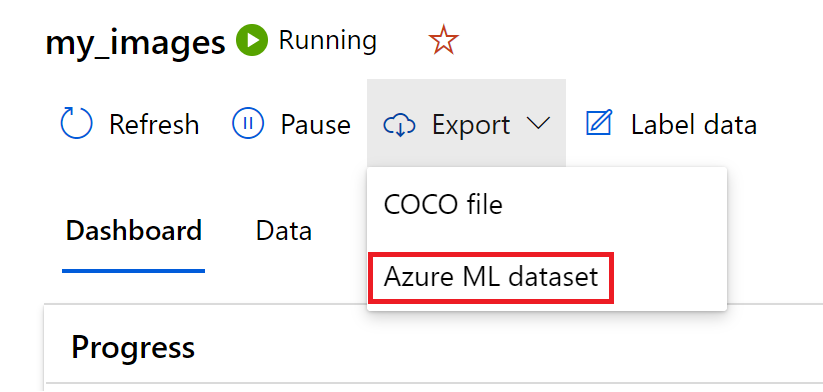 my_images Running
Refresh Pause Export Label data
COCO file
Dashboard Data
Azure ML dataset
Progress